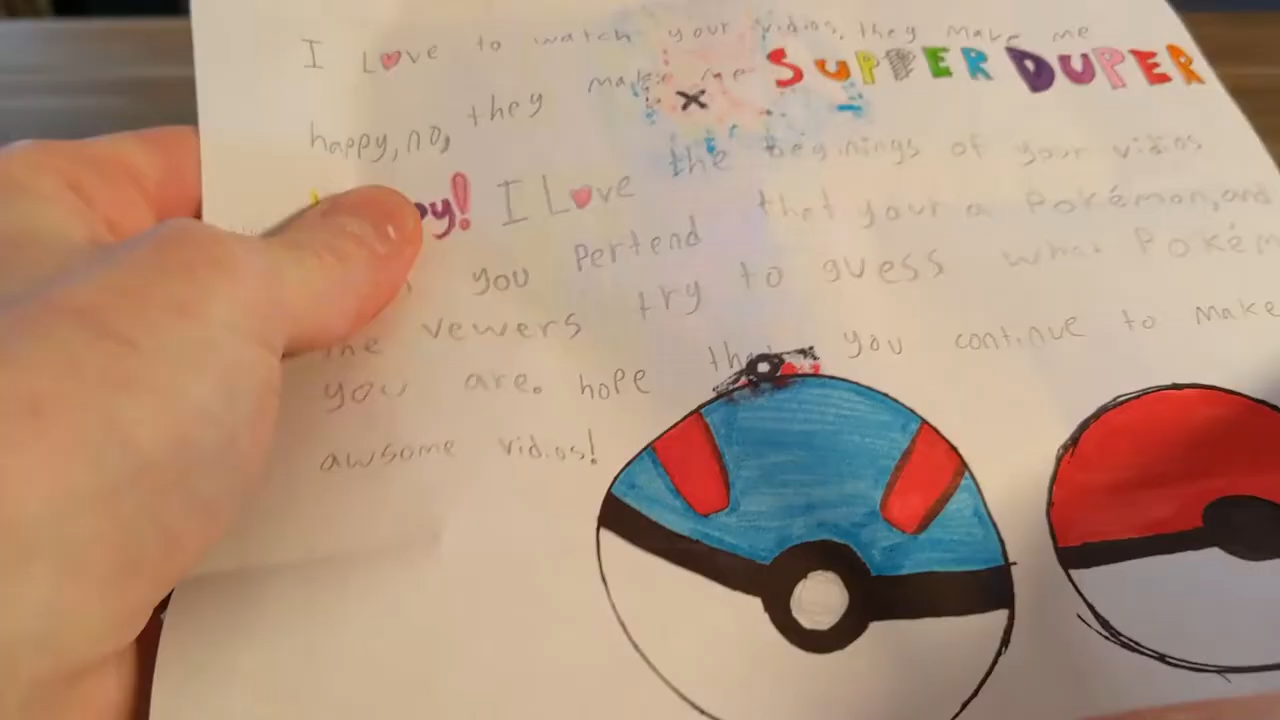 I Love to watch your vidios, they make me
happy, no, they make me SUPPER DUPER
py! I Love the beginings of your vidios
you Pertend that your a Pokémon, and
the vewers try to guess what Pokém
you are. hope that you continue to make
awsome vidios!